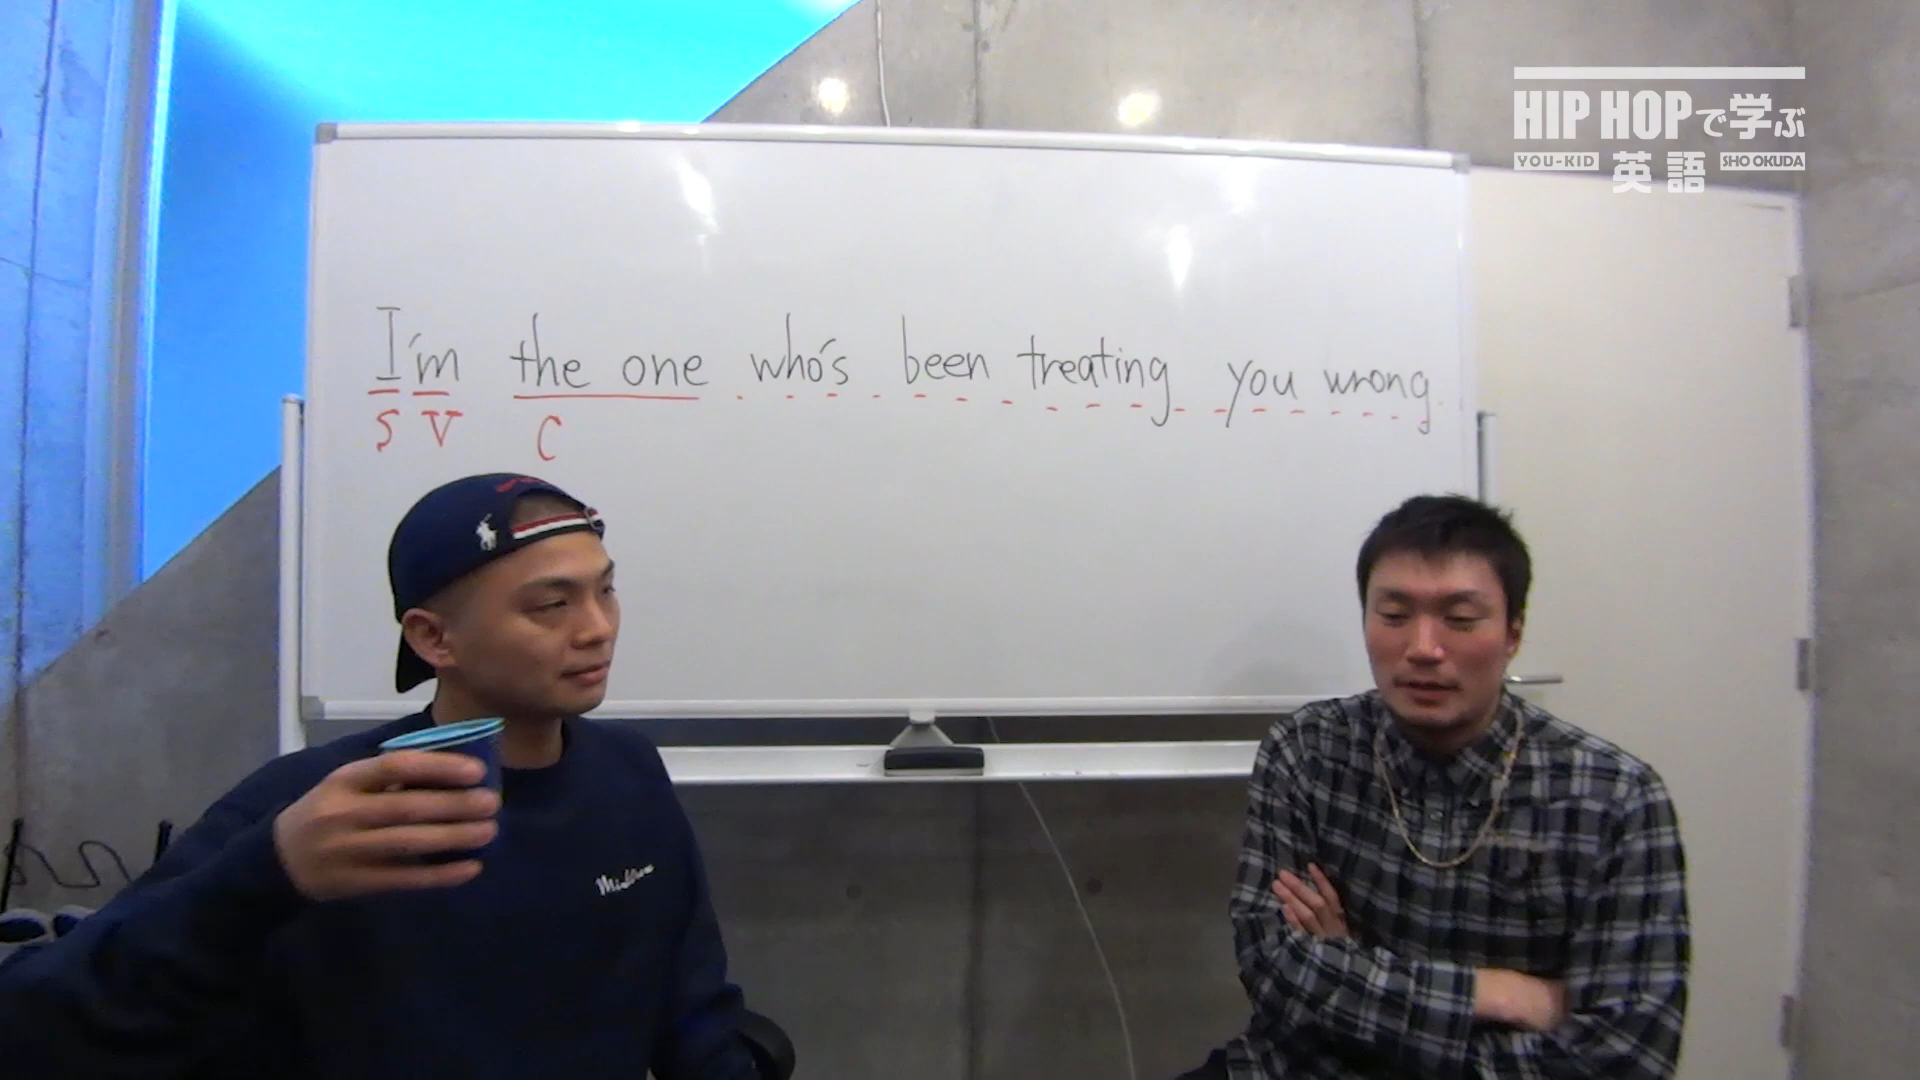 HIP HOPで学ぶ
YOU-KID 英語 SHO OKUDA
I'm the one who's been treating you wrong.
S V C